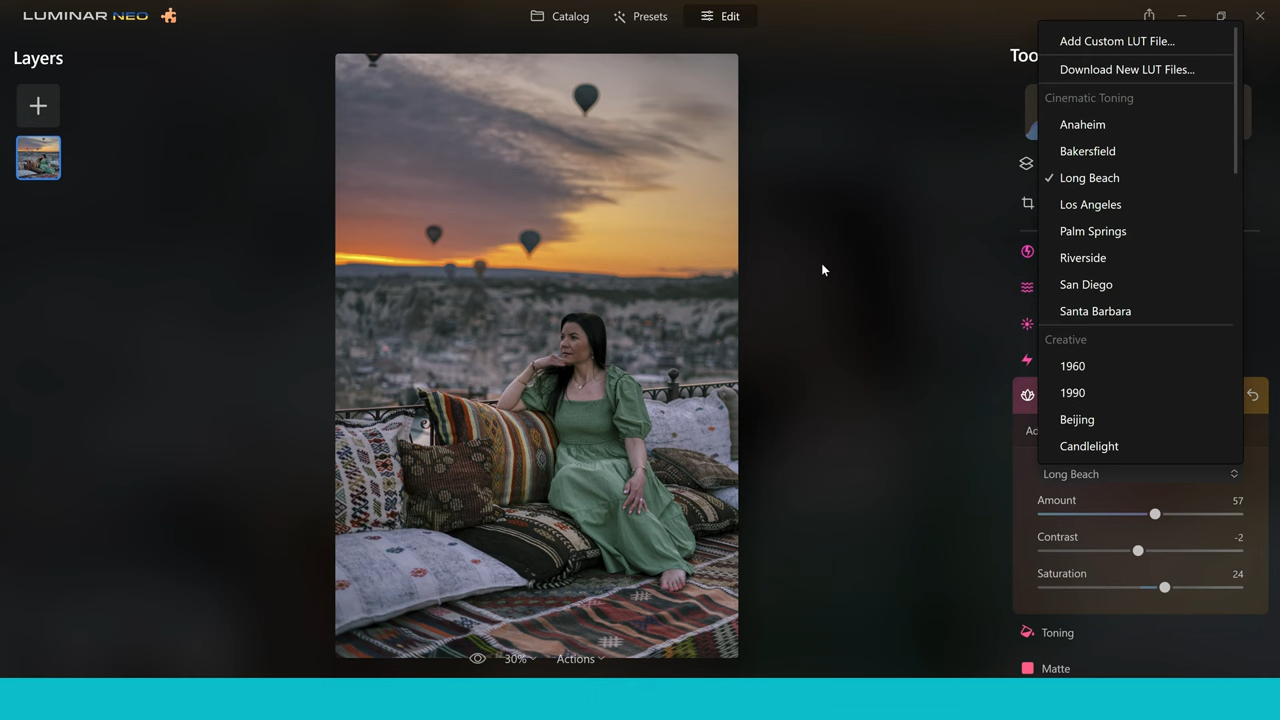 LUMINAR NEO
Catalog
Presets
Edit
Layers
Add Custom LUT File...
Download New LUT Files...
Cinematic Toning
Anaheim
Bakersfield
Long Beach
Los Angeles
Palm Springs
Riverside
San Diego
Santa Barbara
Creative
1960
1990
Beijing
Candlelight
Long Beach
Amount 57
Contrast -2
Saturation 24
Toning
Matte
30%
Actions